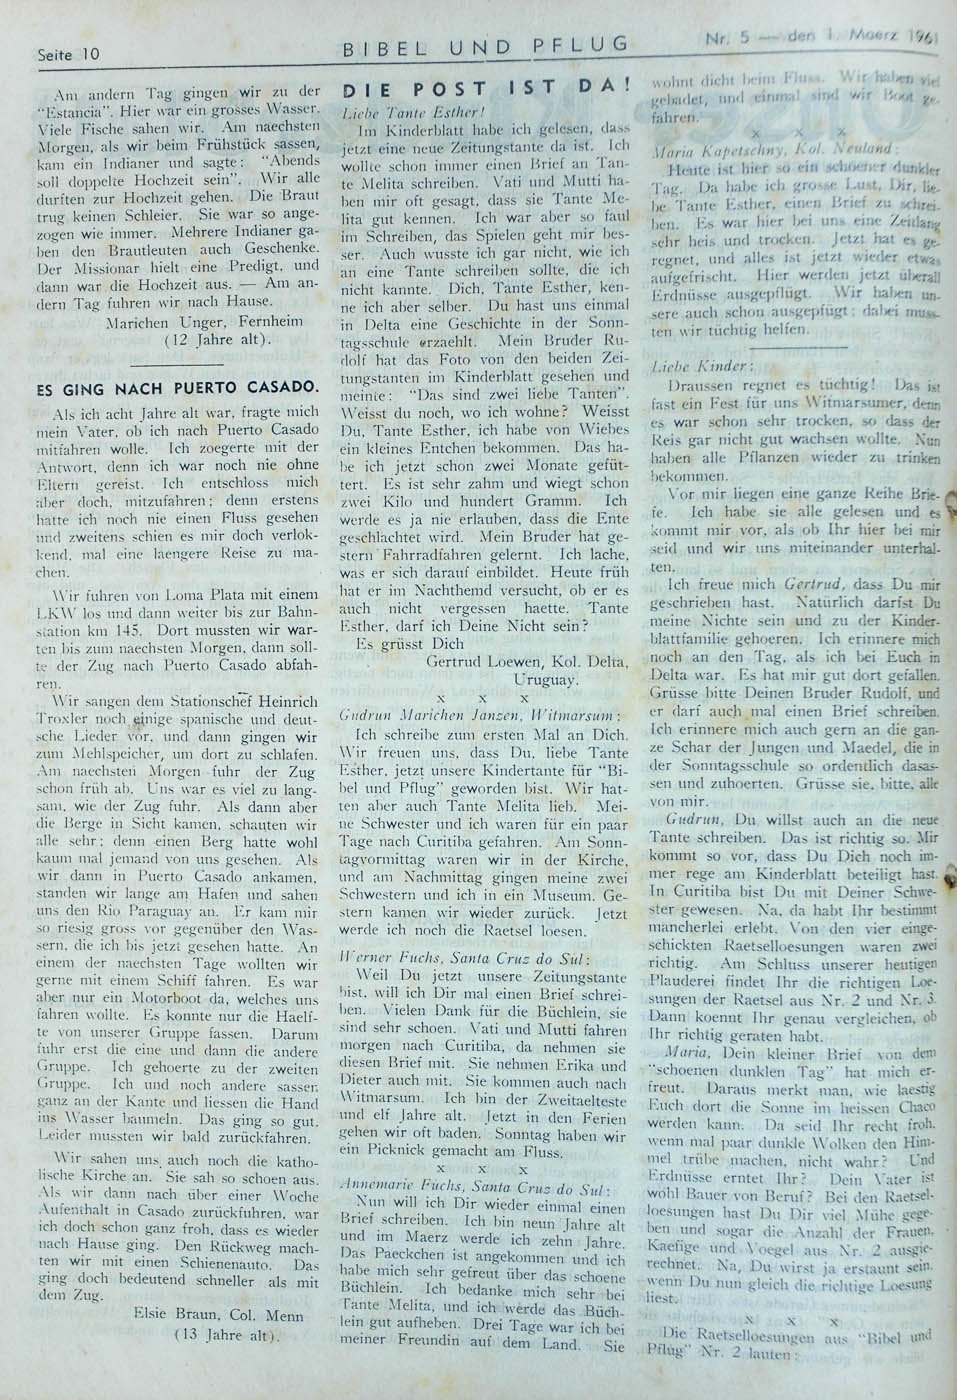 Seite 10
BIBEL UND PFLUG
Nr. 5 — den 1. Maerz 1961
Am andern Tag gingen wir zu der
"Estancia". Hier war ein grosses Wasser.
Viele Fische sahen wir. Am naechsten
Morgen, als wir beim Frühstück sassen,
kam ein Indianer und sagte: "Abends
soll doppelte Hochzeit sein". Wir alle
durften zur Hochzeit gehen. Die Braut
trug keinen Schleier. Sie war so ange-
zogen wie immer. Mehrere Indianer ga-
ben den Brautleuten auch Geschenke.
Der Missionar hielt eine Predigt, und
dann war die Hochzeit aus. — Am an-
dern Tag fuhren wir nach Hause.
Marichen Unger, Fernheim
(12 Jahre alt).
ES GING NACH PUERTO CASADO.
Als ich acht Jahre alt war, fragte mich
mein Vater, ob ich nach Puerto Casado
mitfahren wolle. Ich zoegerte mit der
Antwort, denn ich war noch nie ohne
Eltern gereist. Ich entschloss mich
aber doch, mitzufahren; denn erstens
hatte ich noch nie einen Fluss gesehen
und zweitens schien es mir doch verlok-
kend, mal eine laengere Reise zu ma-
chen.
Wir fuhren von Loma Plata mit einem
LKW los und dann weiter bis zur Bahn-
station km 145. Dort mussten wir war-
ten bis zum naechsten Morgen, dann soll-
te der Zug nach Puerto Casado abfah-
ren.
Wir sangen dem Stationschef Heinrich
Troxler noch einige spanische und deut-
sche Lieder vor, und dann gingen wir
zum Mehlspeicher, um dort zu schlafen.
Am naechsten Morgen fuhr der Zug
schon früh ab. Uns war es viel zu lang-
sam, wie der Zug fuhr. Als dann aber
die Berge in Sicht kamen, schauten wir
alle sehr; denn einen Berg hatte wohl
kaum mal jemand von uns gesehen. Als
wir dann in Puerto Casado ankamen,
standen wir lange am Hafen und sahen
uns den Rio Paraguay an. Er kam mir
so riesig gross vor gegenüber den Was-
sern, die ich bis jetzt gesehen hatte. An
einem der naechsten Tage wollten wir
gerne mit einem Schiff fahren. Es war
aber nur ein Motorboot da, welches uns
fahren wollte. Es konnte nur die Haelf-
te von unserer Gruppe fassen. Darum
fuhr erst die eine und dann die andere
Gruppe. Ich gehoerte zu der zweiten
Gruppe. Ich und noch andere sassen
ganz an der Kante und liessen die Hand
ins Wasser baumeln. Das ging so gut.
Leider mussten wir bald zurückfahren.
Wir sahen uns auch noch die katho-
lische Kirche an. Sie sah so schoen aus.
Als wir dann nach über einer Woche
Aufenthalt in Casado zurückfuhren, war
ich doch schon ganz froh, dass es wieder
nach Hause ging. Den Rückweg mach-
ten wir mit einen Schienenauto. Das
ging doch bedeutend schneller als mit
dem Zug.
Elsie Braun, Col. Menn
(13 Jahre alt).
DIE POST IST DA!
Liebe Tante Esther!
Im Kinderblatt habe ich gelesen, dass
jetzt eine neue Zeitungstante da ist. Ich
wollte schon immer einen Brief an Tan-
te Melita schreiben. Vati und Mutti ha-
ben mir oft gesagt, dass sie Tante Me-
lita gut kennen. Ich war aber so faul
im Schreiben, das Spielen geht mir bes-
ser. Auch wusste ich gar nicht, wie ich
an eine Tante schreiben sollte, die ich
nicht kannte. Dich, Tante Esther, ken-
ne ich aber selber. Du hast uns einmal
in Delta eine Geschichte in der Sonn-
tagsschule erzaehlt. Mein Bruder Ru-
dolf hat das Foto von den beiden Zei-
tungstanten im Kinderblatt gesehen und
meinte: "Das sind zwei liebe Tanten".
Weisst du noch, wo ich wohne? Weisst
Du, Tante Esther, ich habe von Wiebes
ein kleines Entchen bekommen. Das ha-
be ich jetzt schon zwei Monate gefüt-
tert. Es ist sehr zahm und wiegt schon
zwei Kilo und hundert Gramm. Ich
werde es ja nie erlauben, dass die Ente
geschlachtet wird. Mein Bruder hat ge-
stern Fahrradfahren gelernt. Ich lache,
was er sich darauf einbildet. Heute früh
hat er im Nachthemd versucht, ob er es
auch nicht vergessen haette. Tante
Esther, darf ich Deine Nicht sein?
Es grüsst Dich
Gertrud Loewen, Kol. Delta,
Uruguay.
x x x
Gudrun Marichen Janzen, Witmarsum:
Ich schreibe zum ersten Mal an Dich.
Wir freuen uns, dass Du, liebe Tante
Esther, jetzt unsere Kindertante für "Bi-
bel und Pflug" geworden bist. Wir hat-
ten aber auch Tante Melita lieb. Mei-
ne Schwester und ich waren für ein paar
Tage nach Curitiba gefahren. Am Sonn-
tagvormittag waren wir in der Kirche,
und am Nachmittag gingen meine zwei
Schwestern und ich in ein Museum. Ge-
stern kamen wir wieder zurück. Jetzt
werde ich noch die Raetsel loesen.
Werner Fuchs, Santa Cruz do Sul:
Weil Du jetzt unsere Zeitungstante
bist, will ich Dir mal einen Brief schrei-
ben. Vielen Dank für die Büchlein, sie
sind sehr schoen. Vati und Mutti fahren
morgen nach Curitiba, da nehmen sie
diesen Brief mit. Sie nehmen Erika und
Dieter auch mit. Sie kommen auch nach
Witmarsum. Ich bin der Zweitaelteste
und elf Jahre alt. Jetzt in den Ferien
gehen wir oft baden. Sonntag haben wir
ein Picknick gemacht am Fluss.
x x x
Annemarie Fuchs, Santa Cruz do Sul:
Nun will ich Dir wieder einmal einen
Brief schreiben. Ich bin neun Jahre alt
und im Maerz werde ich zehn Jahre.
Das Paeckchen ist angekommen und ich
habe mich sehr gefreut über das schoene
Büchlein. Ich bedanke mich sehr bei
Tante Melita, und ich werde das Büch-
lein gut aufheben. Drei Tage war ich bei
meiner Freundin auf dem Land. Sie
wohnt dicht beim Fluss. Wir haben viel
gebadet, und einmal sind wir Boot ge-
fahren.
x x x
Maria Kapetschny, Kol. Neuland:
Heute ist hier so ein schoener dunkler
Tag. Da habe ich grosse Lust, Dir, lie-
be Tante Esther, einen Brief zu schrei-
ben. Es war hier bei uns eine Zeitlang
sehr heis und trocken. Jetzt hat es ge-
regnet, und alles ist jetzt wieder etwas
aufgefrischt. Hier werden jetzt überall
Erdnüsse ausgepflügt. Wir haben un-
sere auch schon ausgepfügt; dabei muss-
ten wir tüchtig helfen.
Liebe Kinder:
Draussen regnet es tüchtig! Das ist
fast ein Fest für uns Witmarsumer, denn
es war schon sehr trocken, so dass der
Reis gar nicht gut wachsen wollte. Nun
haben alle Pflanzen wieder zu trinken
bekommen.
Vor mir liegen eine ganze Reihe Brie-
fe. Ich habe sie alle gelesen und es
kommt mir vor, als ob Ihr hier bei mir
seid und wir uns miteinander unterhal-
ten.
Ich freue mich Gertrud, dass Du mir
geschrieben hast. Natürlich darfst Du
meine Nichte sein und zu der Kinder-
blattfamilie gehoeren. Ich erinnere mich
noch an den Tag, als ich bei Euch in
Delta war. Es hat mir gut dort gefallen.
Grüsse bitte Deinen Bruder Rudolf, und
er darf auch mal einen Brief schreiben.
Ich erinnere mich auch gern an die gan-
ze Schar der Jungen und Maedel, die in
der Sonntagsschule so ordentlich dasas-
sen und zuhoerten. Grüsse sie, bitte, alle
von mir.
Gudrun, Du willst auch an die neue
Tante schreiben. Das ist richtig so. Mir
kommt so vor, dass Du Dich noch im-
mer rege am Kinderblatt beteiligt hast.
In Curitiba bist Du mit Deiner Schwe-
ster gewesen. Na, da habt Ihr bestimmt
mancherlei erlebt. Von den vier einge-
schickten Raetselloesungen waren zwei
richtig. Am Schluss unserer heutigen
Plauderei findet Ihr die richtigen Loe-
sungen der Raetsel aus Nr. 2 und Nr. 3.
Dann koennt Ihr genau vergleichen, ob
Ihr richtig geraten habt.
Maria, Dein kleiner Brief von dem
"schoenen dunklen Tag" hat mich er-
freut. Daraus merkt man, wie laestig
Euch dort die Sonne im heissen Chaco
werden kann. Da seid Ihr recht froh,
wenn mal paar dunkle Wolken den Him-
mel trübe machen, nicht wahr? Und
Erdnüsse erntet Ihr? Dein Vater ist
wohl Bauer von Beruf? Bei den Raetsel-
loesungen hast Du Dir viel Mühe gege-
ben und sogar die Anzahl der Frauen,
Kaefige und Voegel aus Nr. 2 ausge-
rechnet. Na, Du wirst ja erstaunt sein,
wenn Du nun gleich die richtige Loesung
liest.
x x x
Die Raetselloesungen aus "Bibel und
Pflug" Nr. 2 lauten: